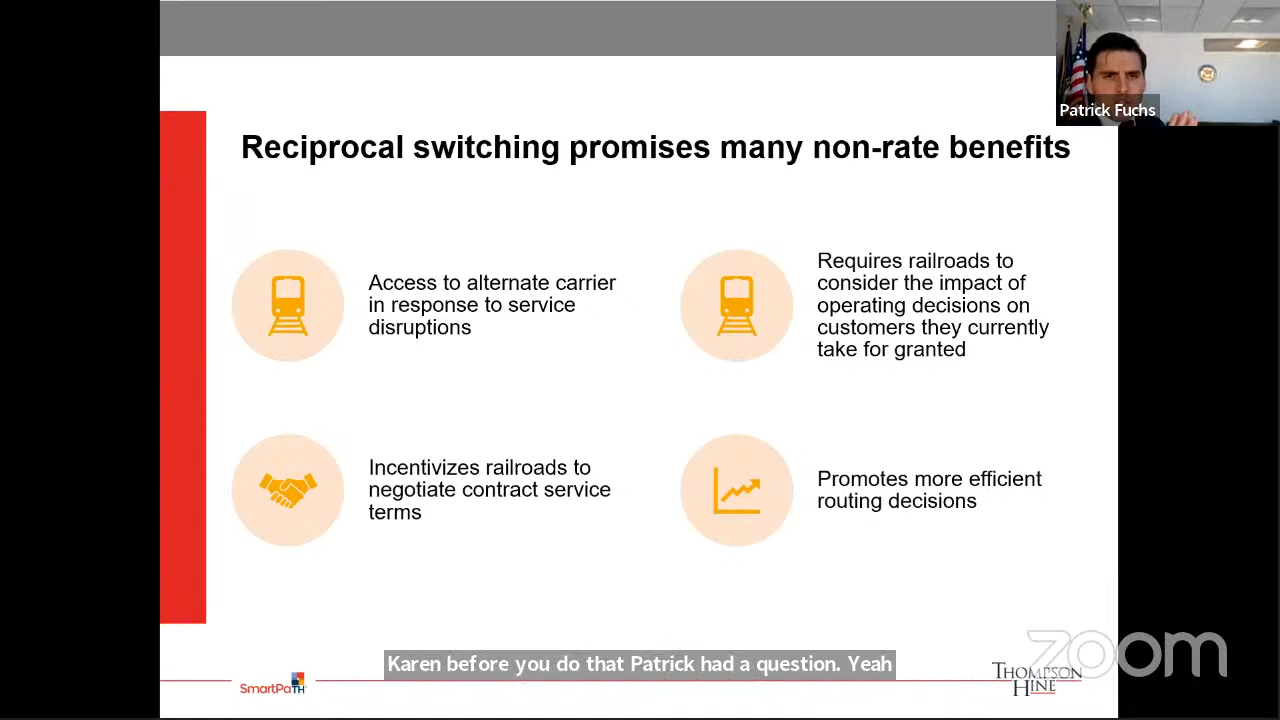 Patrick Fuchs
Reciprocal switching promises many non-rate benefits
Access to alternate carrier
in response to service
disruptions
Requires railroads to
consider the impact of
operating decisions on
customers they currently
take for granted
Incentivizes railroads to
negotiate contract service
terms
Promotes more efficient
routing decisions
Karen before you do that Patrick had a question. Yeah
SmartPaTH
THOMPSON
HINE
zoom